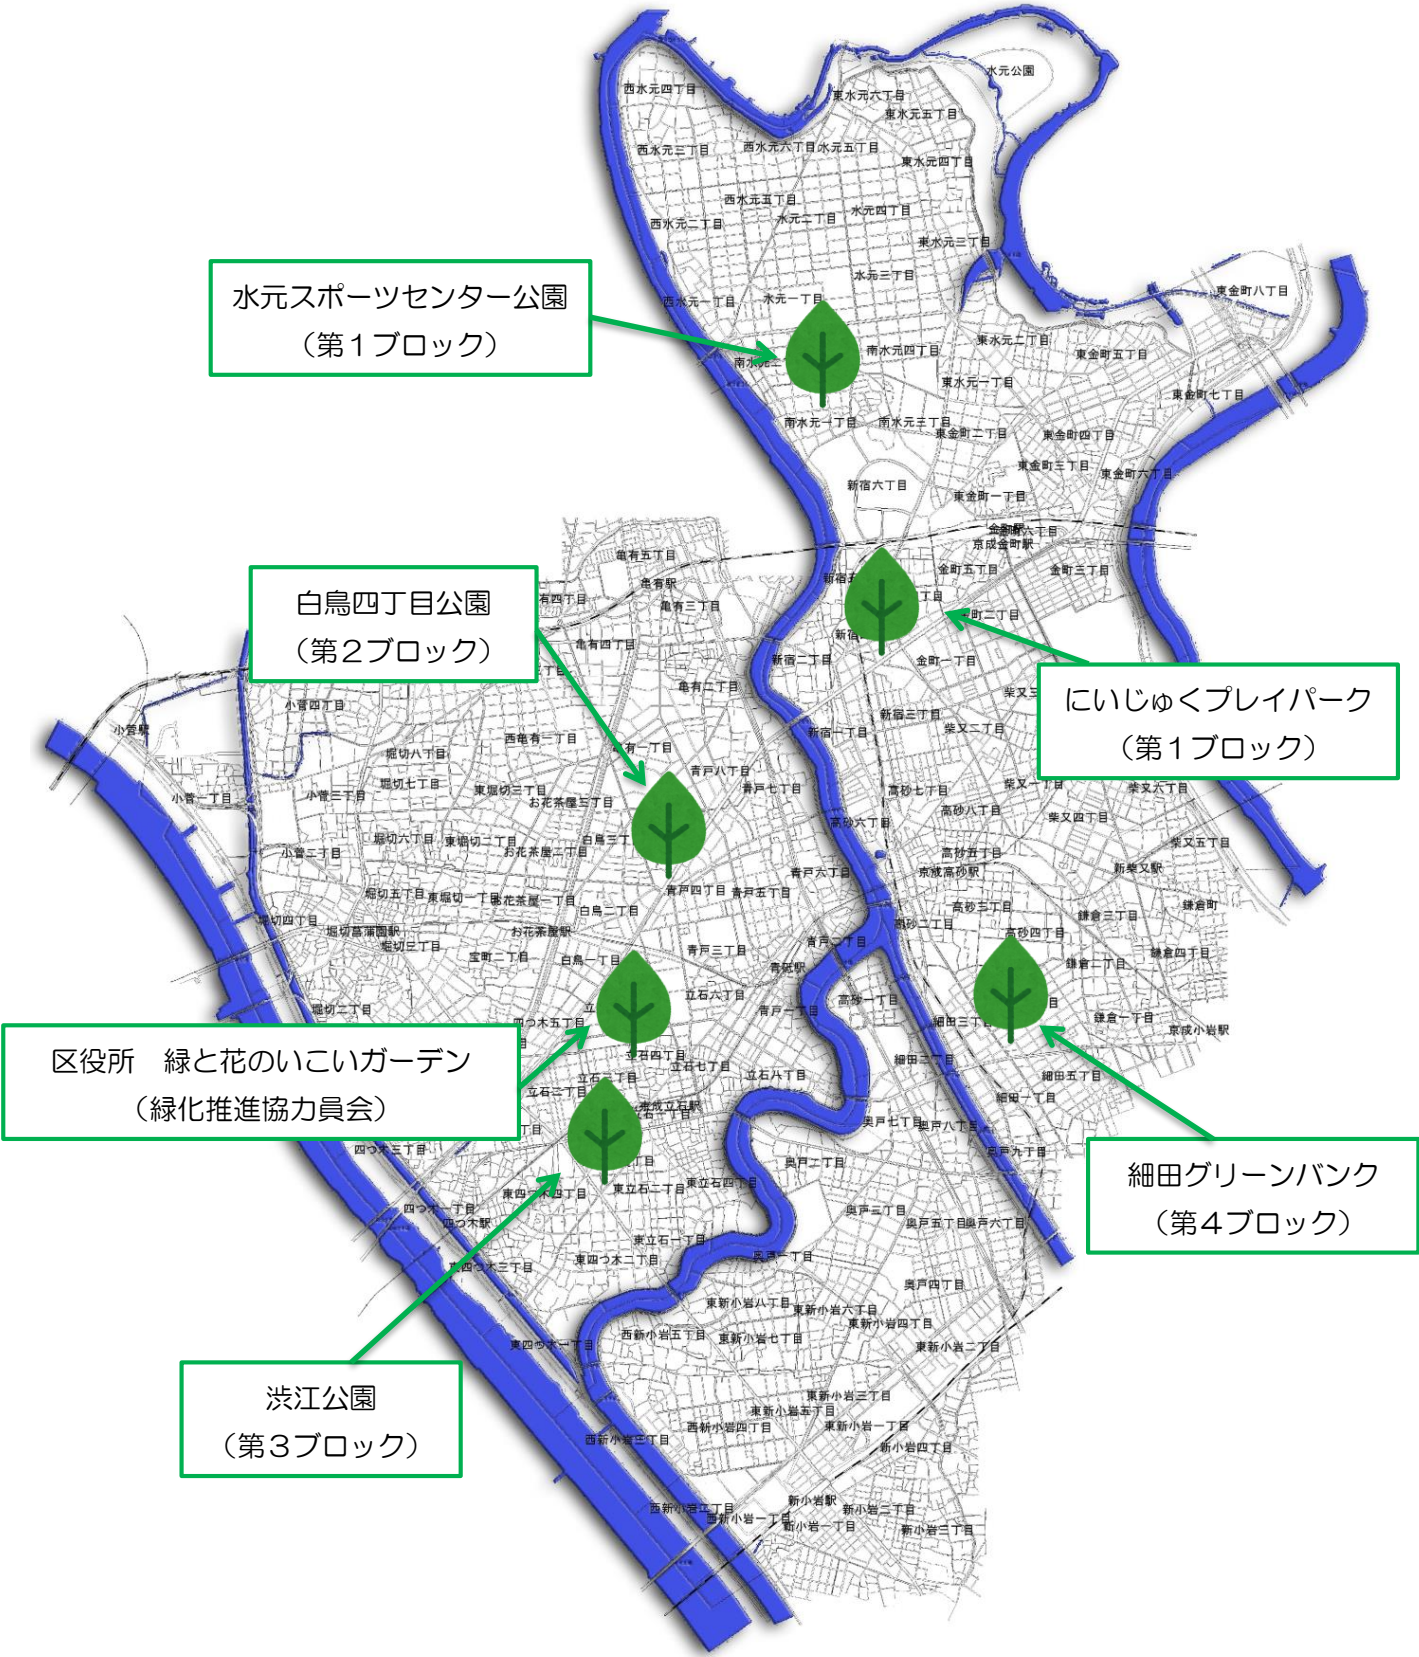 水元公園
西水元四丁目
東水元六丁目
東水元五丁目
西水元三丁目
西水元六丁目
水元五丁目
東水元四丁目
西水元五丁目
水元四丁目
水元二丁目
西水元二丁目
東水元三丁目
水元三丁目
水元スポーツセンター公園
(第1ブロック)
西水元一丁目
水元一丁目
東金町八丁目
南水元四丁目
東水元二丁目
東金町五丁目
東水元一丁目
東金町七丁目
南水元一丁目
南水元三丁目
東金町二丁目
東金町四丁目
東金町三丁目
東金町六丁目
新宿六丁目
東金町一丁目
京成金町駅
亀有五丁目
亀有駅
金町五丁目
金町三丁目
白鳥四丁目公園
(第2ブロック)
亀有三丁目
亀有四丁目
新宿二丁目
金町一丁目
亀有二丁目
にいじゅくプレイパーク
(第1ブロック)
小菅四丁目
小菅駅
西亀有一丁目
新宿三丁目
柴又二丁目
新宿一丁目
堀切八丁目
堀切七丁目
青戸八丁目
青戸七丁目
高砂七丁目
柴又一丁目
柴又六丁目
小菅一丁目
小菅三丁目
東堀切三丁目
お花茶屋三丁目
高砂八丁目
柴又四丁目
高砂六丁目
堀切六丁目
東堀切二丁目
お花茶屋二丁目
小菅二丁目
高砂五丁目
柴又五丁目
京成高砂駅
新柴又駅
青戸六丁目
堀切五丁目
東堀切一丁目
青戸四丁目
青戸五丁目
白鳥二丁目
高砂三丁目
鎌倉町
鎌倉三丁目
堀切四丁目
堀切菖蒲園駅
お花茶屋駅
高砂二丁目
高砂四丁目
堀切三丁目
宝町二丁目
白鳥一丁目
青戸三丁目
青戸二丁目
青砥駅
鎌倉四丁目
鎌倉二丁目
立石六丁目
高砂一丁目
堀切二丁目
四つ木五丁目
青戸一丁目
鎌倉一丁目
京成小岩駅
区役所　緑と花のいこいガーデン
(緑化推進協力員会)
立石四丁目
立石七丁目
立石八丁目
細田二丁目
細田五丁目
細田一丁目
京成立石駅
奥戸七丁目
奥戸八丁目
四つ木三丁目
奥戸九丁目
奥戸二丁目
細田グリーンバンク
(第4ブロック)
東四つ木四丁目
東立石二丁目
東立石四丁目
四つ木一丁目
四つ木駅
奥戸三丁目
奥戸五丁目
奥戸六丁目
東立石一丁目
東四つ木三丁目
東四つ木二丁目
奥戸一丁目
奥戸四丁目
東新小岩八丁目
東新小岩六丁目
東新小岩四丁目
西新小岩五丁目
東新小岩七丁目
東新小岩二丁目
東四つ木一丁目
渋江公園
(第3ブロック)
東新小岩三丁目
東新小岩五丁目
西新小岩四丁目
東新小岩一丁目
西新小岩三丁目
新小岩四丁目
西新小岩二丁目
新小岩駅
新小岩二丁目
西新小岩一丁目
新小岩一丁目
新小岩三丁目